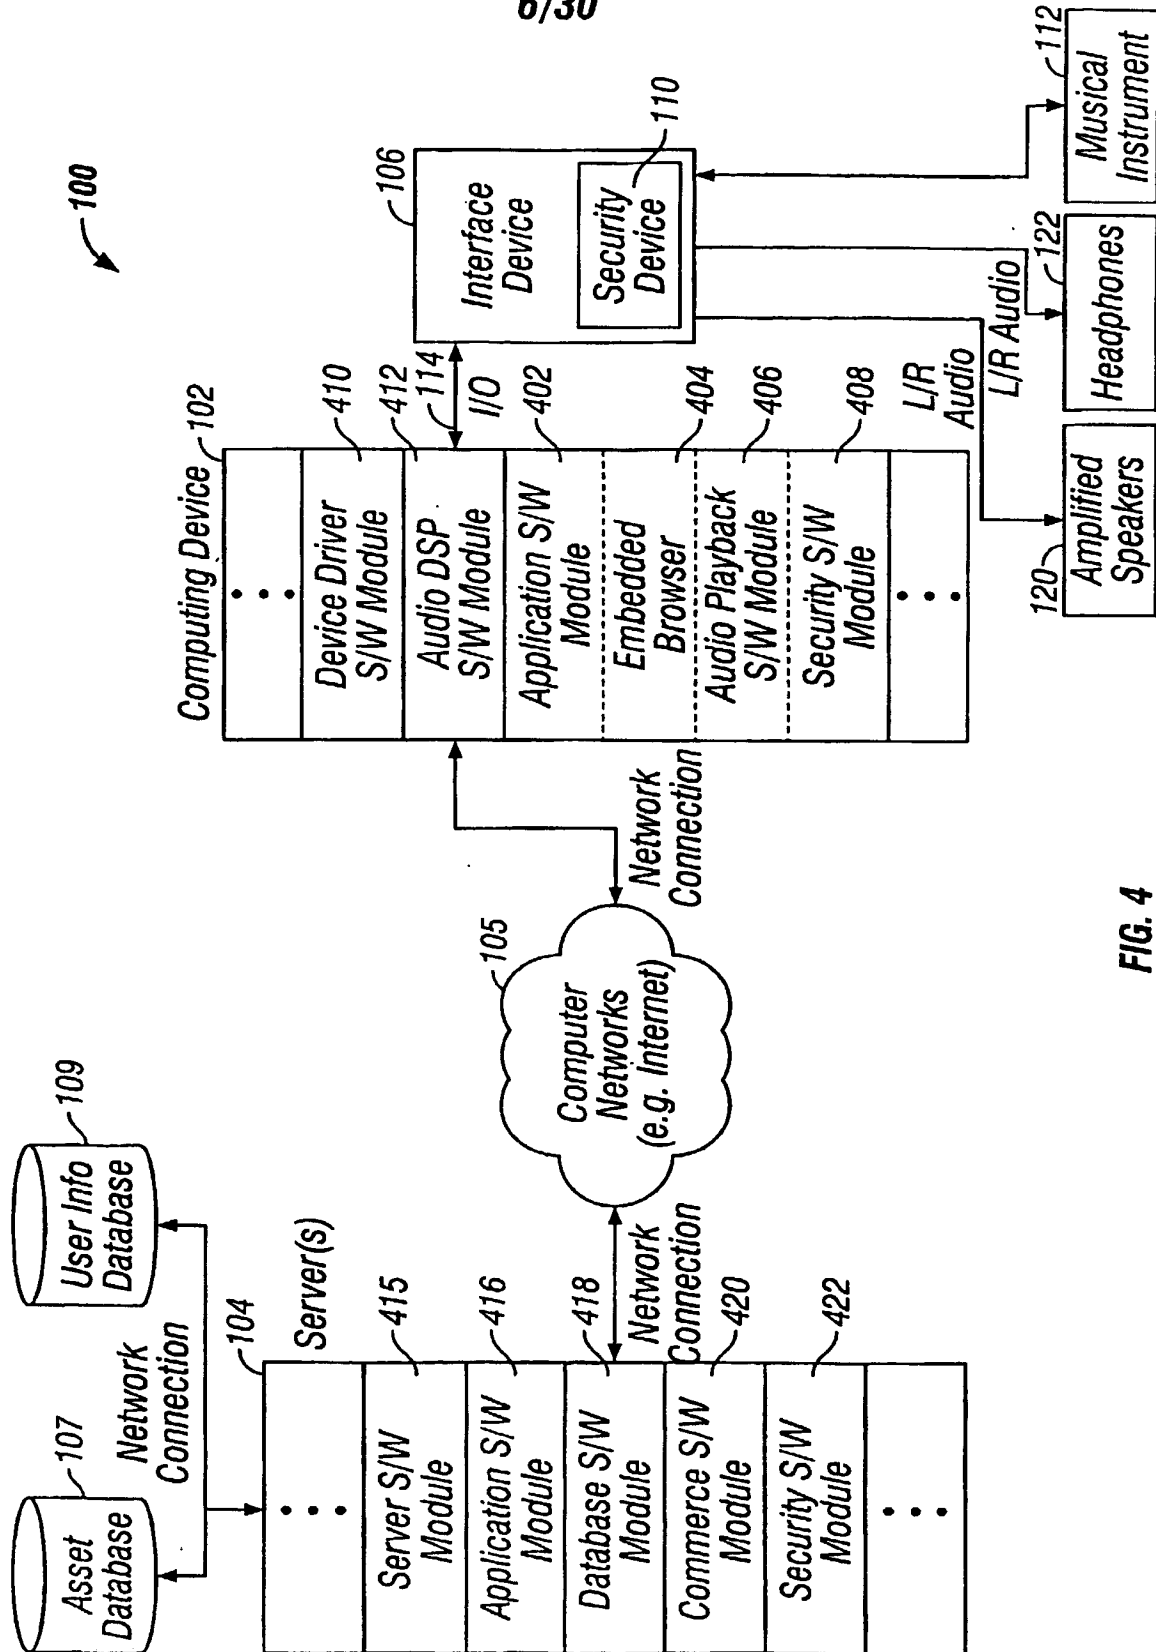 6/30
100
107
Asset
Database
109
User Info
Database
Network
Connection
104
Server(s)
Server S/W
Module
415
Application S/W
Module
416
Database S/W
Module
418
Commerce S/W
Module
420
Security S/W
Module
422
Network
Connection
105
Computer
Networks
(e.g. Internet)
Network
Connection
Computing Device
102
Device Driver
S/W Module
410
Audio DSP
S/W Module
412
Application S/W
Module
402
Embedded
Browser
404
Audio Playback
S/W Module
406
Security S/W
Module
408
114
I/O
106
Interface
Device
Security
Device
110
L/R
Audio
L/R Audio
120
Amplified
Speakers
122
Headphones
112
Musical
Instrument
FIG. 4